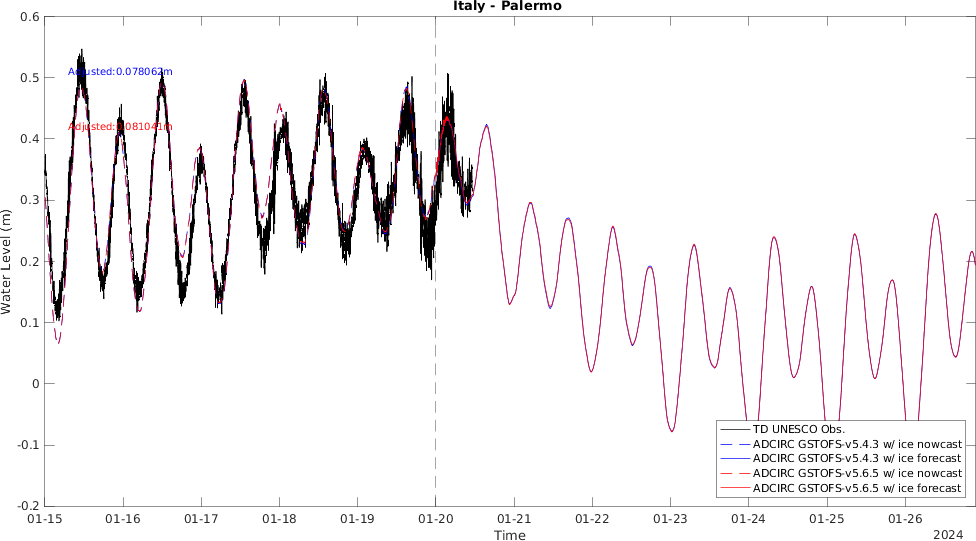 Italy - Palermo
0.6
0.5
0.4
0.3
0.2
0.1
0
-0.1
-0.2
Water Level (m)
Adjusted:0.078062m
Adjusted:0.081041m
TD UNESCO Obs.
ADCIRC GSTOFS-v5.4.3 w/ ice nowcast
ADCIRC GSTOFS-v5.4.3 w/ ice forecast
ADCIRC GSTOFS-v5.6.5 w/ ice nowcast
ADCIRC GSTOFS-v5.6.5 w/ ice forecast
01-15 01-16 01-17 01-18 01-19 01-20 01-21 01-22 01-23 01-24 01-25 01-26
Time
2024